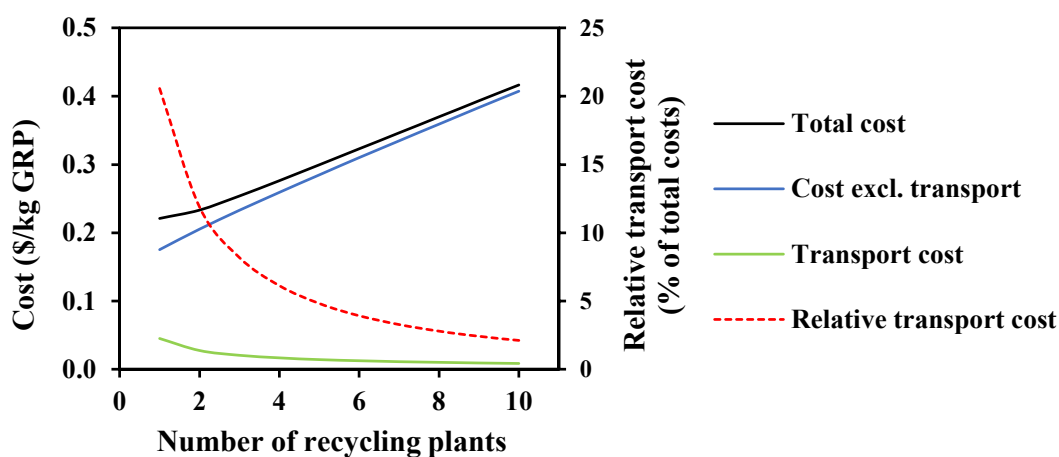 0.5
0.4
0.3
0.2
0.1
0.0
Cost ($/kg GRP)
0
2
4
6
8
10
Number of recycling plants
25
20
15
10
5
0
Relative transport cost
(% of total costs)
Total cost
Cost excl. transport
Transport cost
Relative transport cost